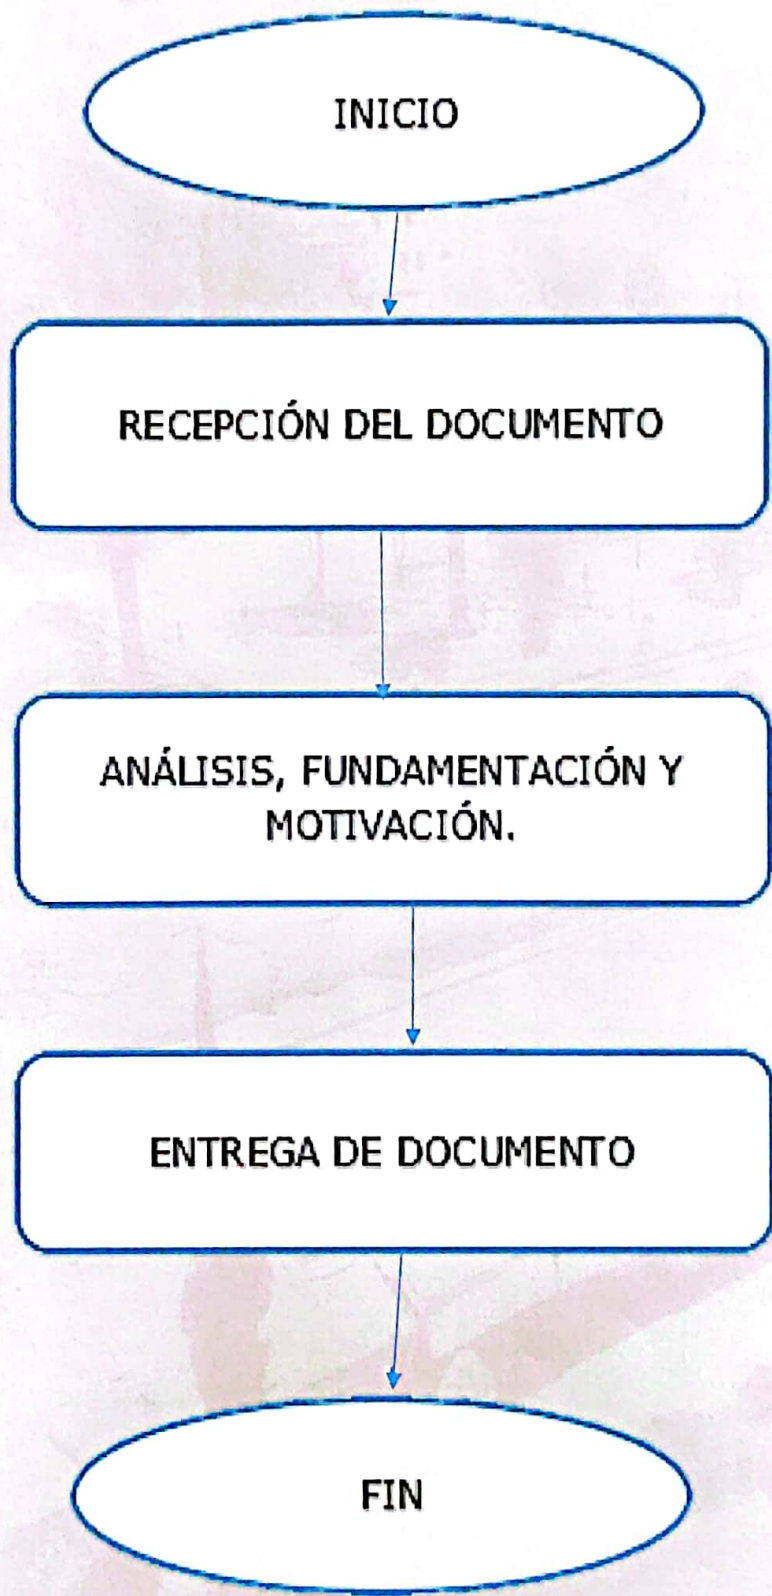 INICIO
RECEPCIÓN DEL DOCUMENTO
ANÁLISIS, FUNDAMENTACIÓN Y
MOTIVACIÓN.
ENTREGA DE DOCUMENTO
FIN